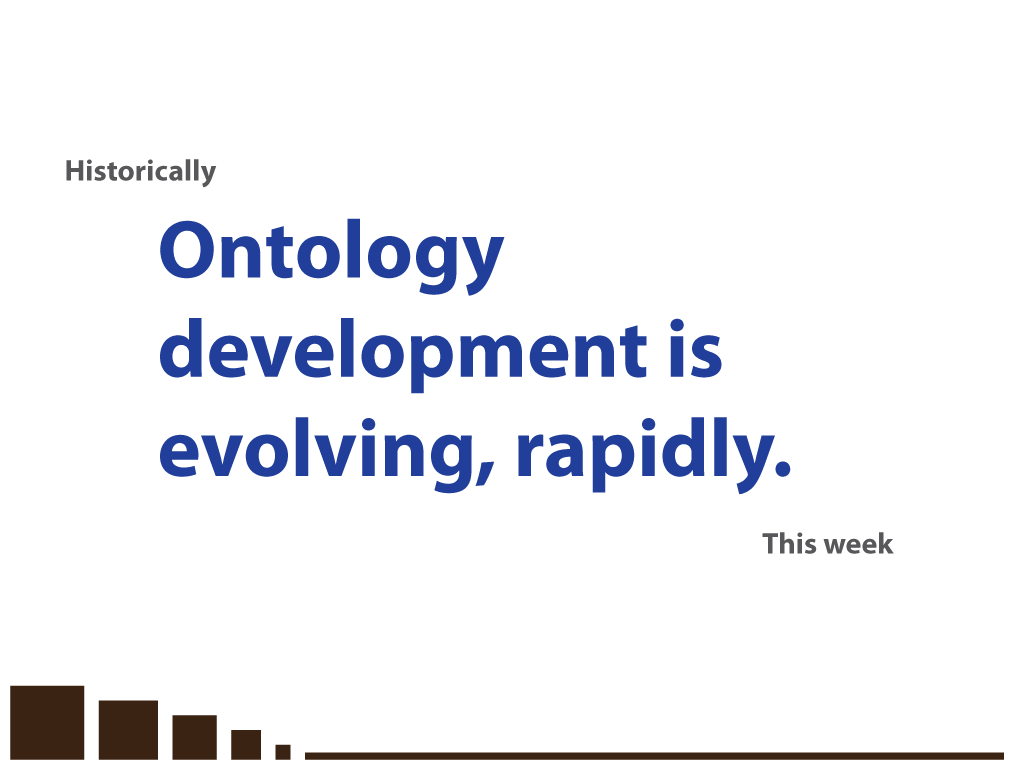 Historically
Ontology
development is
evolving, rapidly.
This week